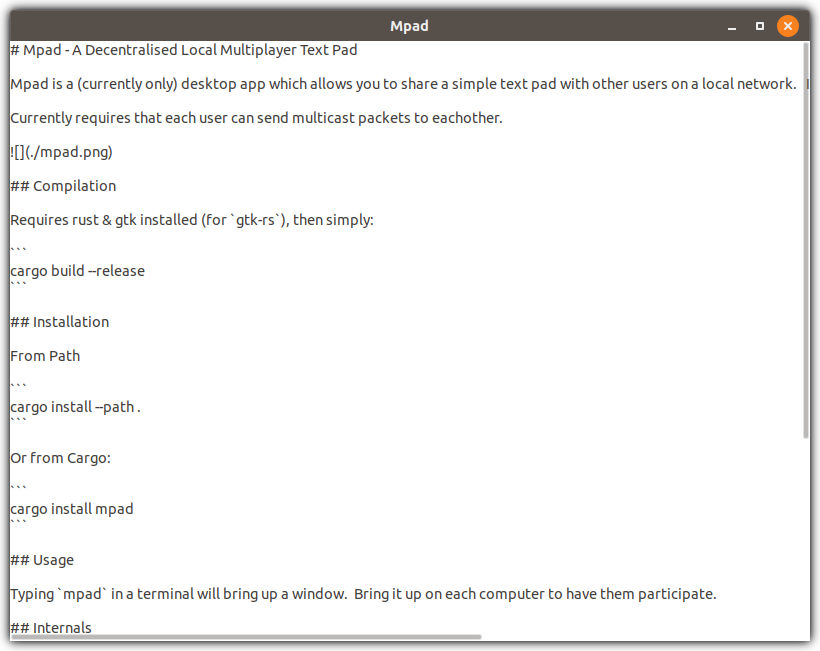 Mpad
# Mpad - A Decentralised Local Multiplayer Text Pad
Mpad is a (currently only) desktop app which allows you to share a simple text pad with other users on a local network.
Currently requires that each user can send multicast packets to eachother.
![](./mpad.png)
## Compilation
Requires rust & gtk installed (for `gtk-rs`), then simply:
```
cargo build --release
```
## Installation
From Path
```
cargo install --path .
```
Or from Cargo:
```
cargo install mpad
```
## Usage
Typing `mpad` in a terminal will bring up a window.  Bring it up on each computer to have them participate.
## Internals